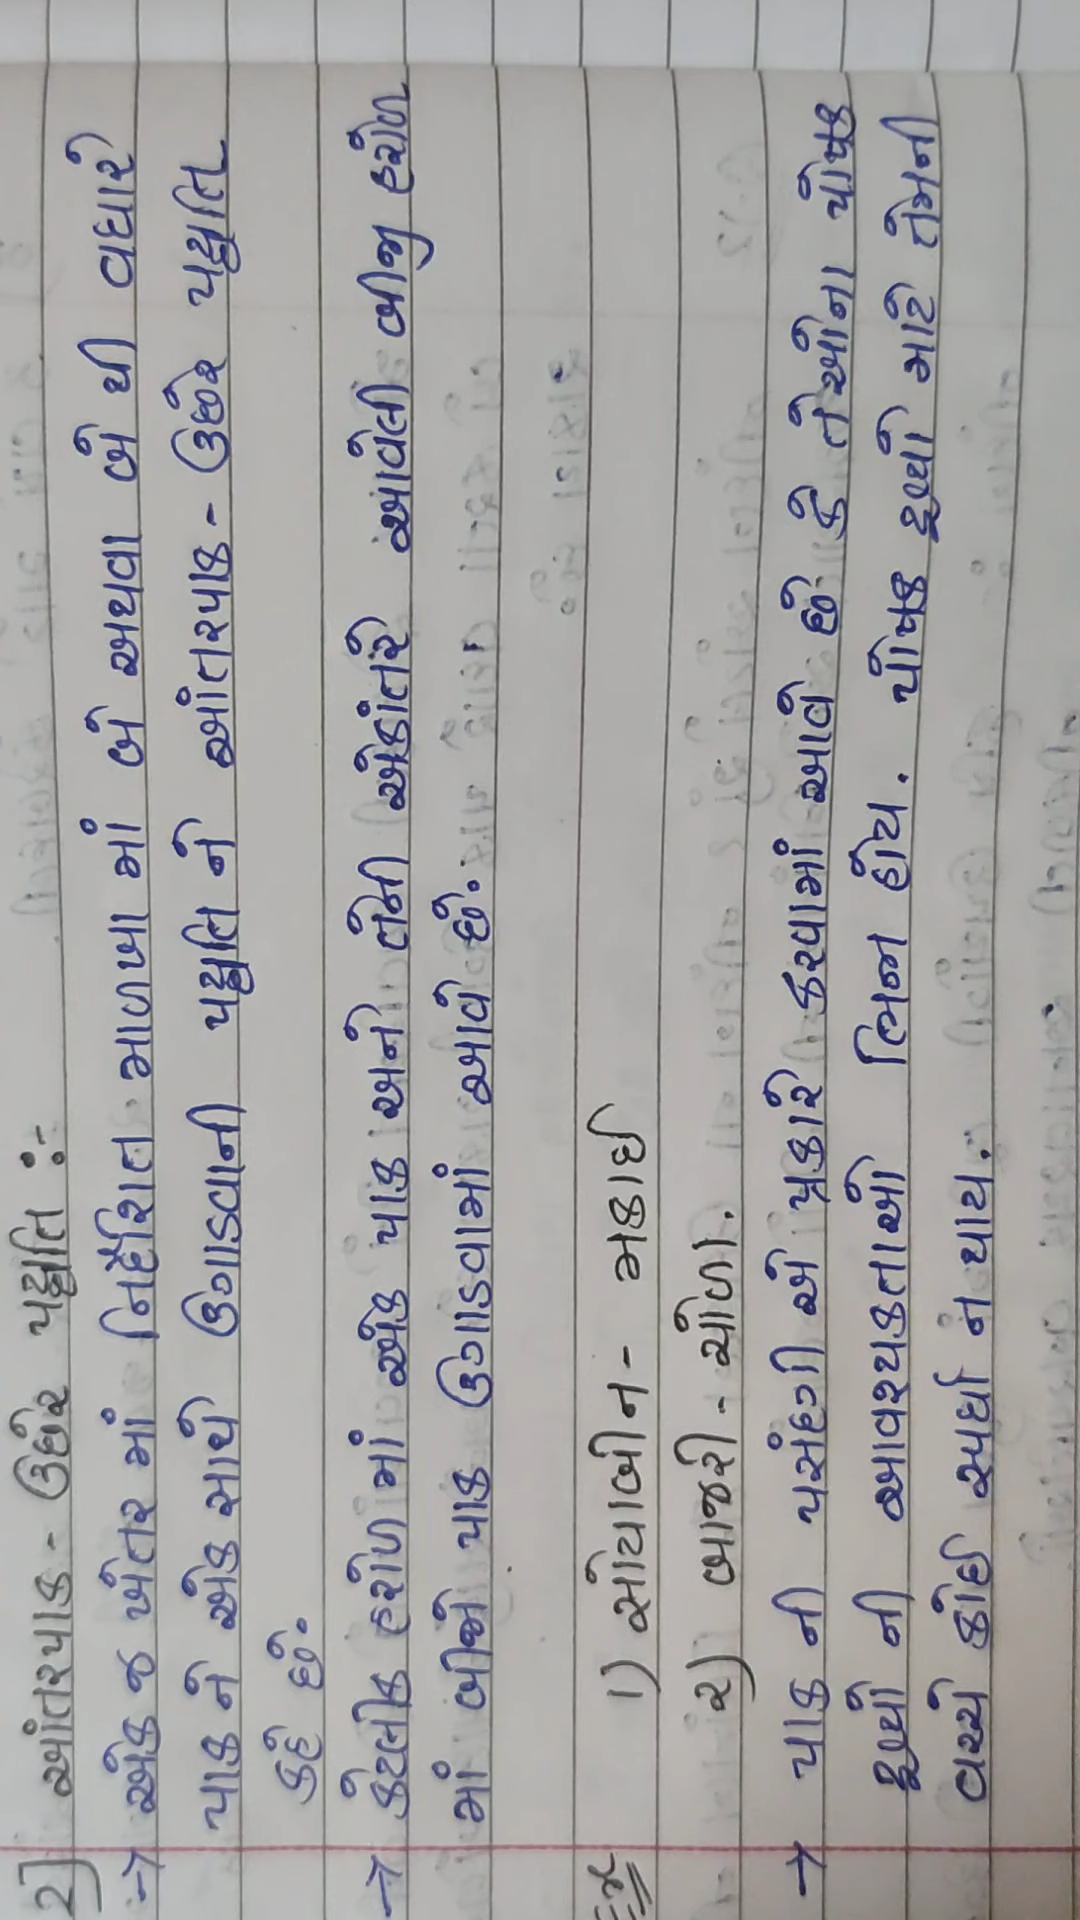 2) આંતરપાક - ઉછેર પદ્ધતિ :-
→ એક જ ખેતર માં નિર્દેશિત માળખા માં બે અથવા બે થી વધારે
પાક ને એક સાથે ઉગાડવાની પદ્ધતિ ને આંતરપાક - ઉછેર પદ્ધતિ
કહે છે.
→ કેટલીક હરોળ માં એક પાક અને તેની એકાંતરે આવેલી બીજી હરોળ
માં બીજો પાક ઉગાડવામાં આવે છે.
1) સોયાબીન - મકાઈ
2) બાજરી - ચોળા.
→ પાક ની પસંદગી એ પ્રકારે કરવામાં આવે છે કે તેઓના પોષક
દ્રવ્યો ની આવશ્યકતાઓ ભિન્ન હોય. પોષક દ્રવ્યો માટે તેમની
વચ્ચે કોઈ સ્પર્ધા ન થાય.